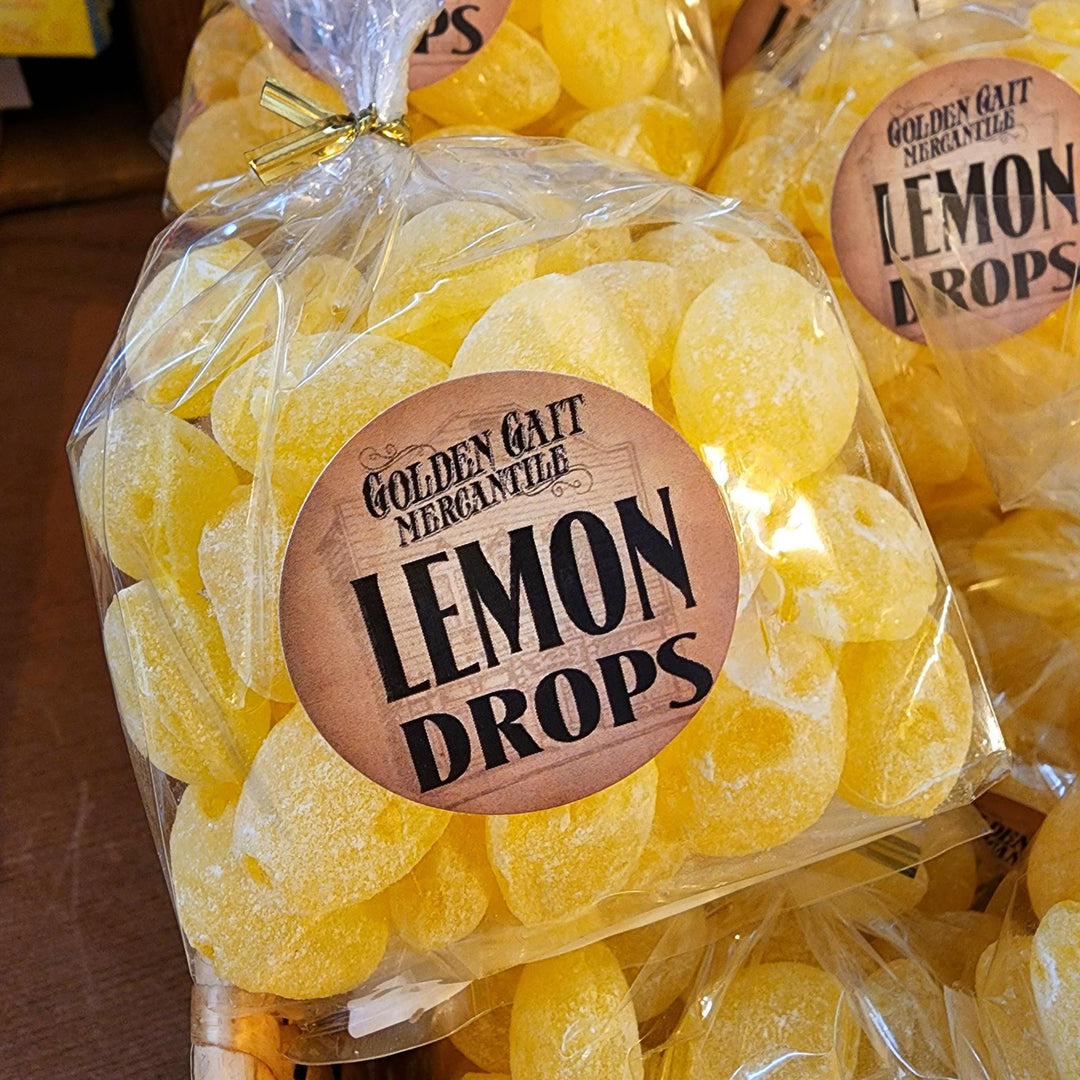 PS
GOLDEN GAIT
MERCANTILE
LEMON
DROPS
GOLDEN GAIT
MERCANTILE
LEMON
DROPS